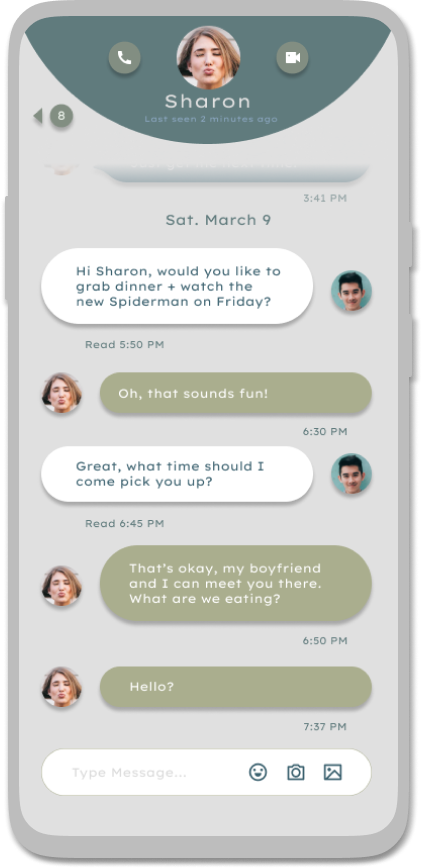 Sharon
Last seen 2 minutes ago
8
3:41 PM
Sat. March 9
Hi Sharon, would you like to
grab dinner + watch the
new Spiderman on Friday?
Read 5:50 PM
Oh, that sounds fun!
6:30 PM
Great, what time should I
come pick you up?
Read 6:45 PM
That's okay, my boyfriend
and I can meet you there.
What are we eating?
6:50 PM
Hello?
7:37 PM
Type Message...